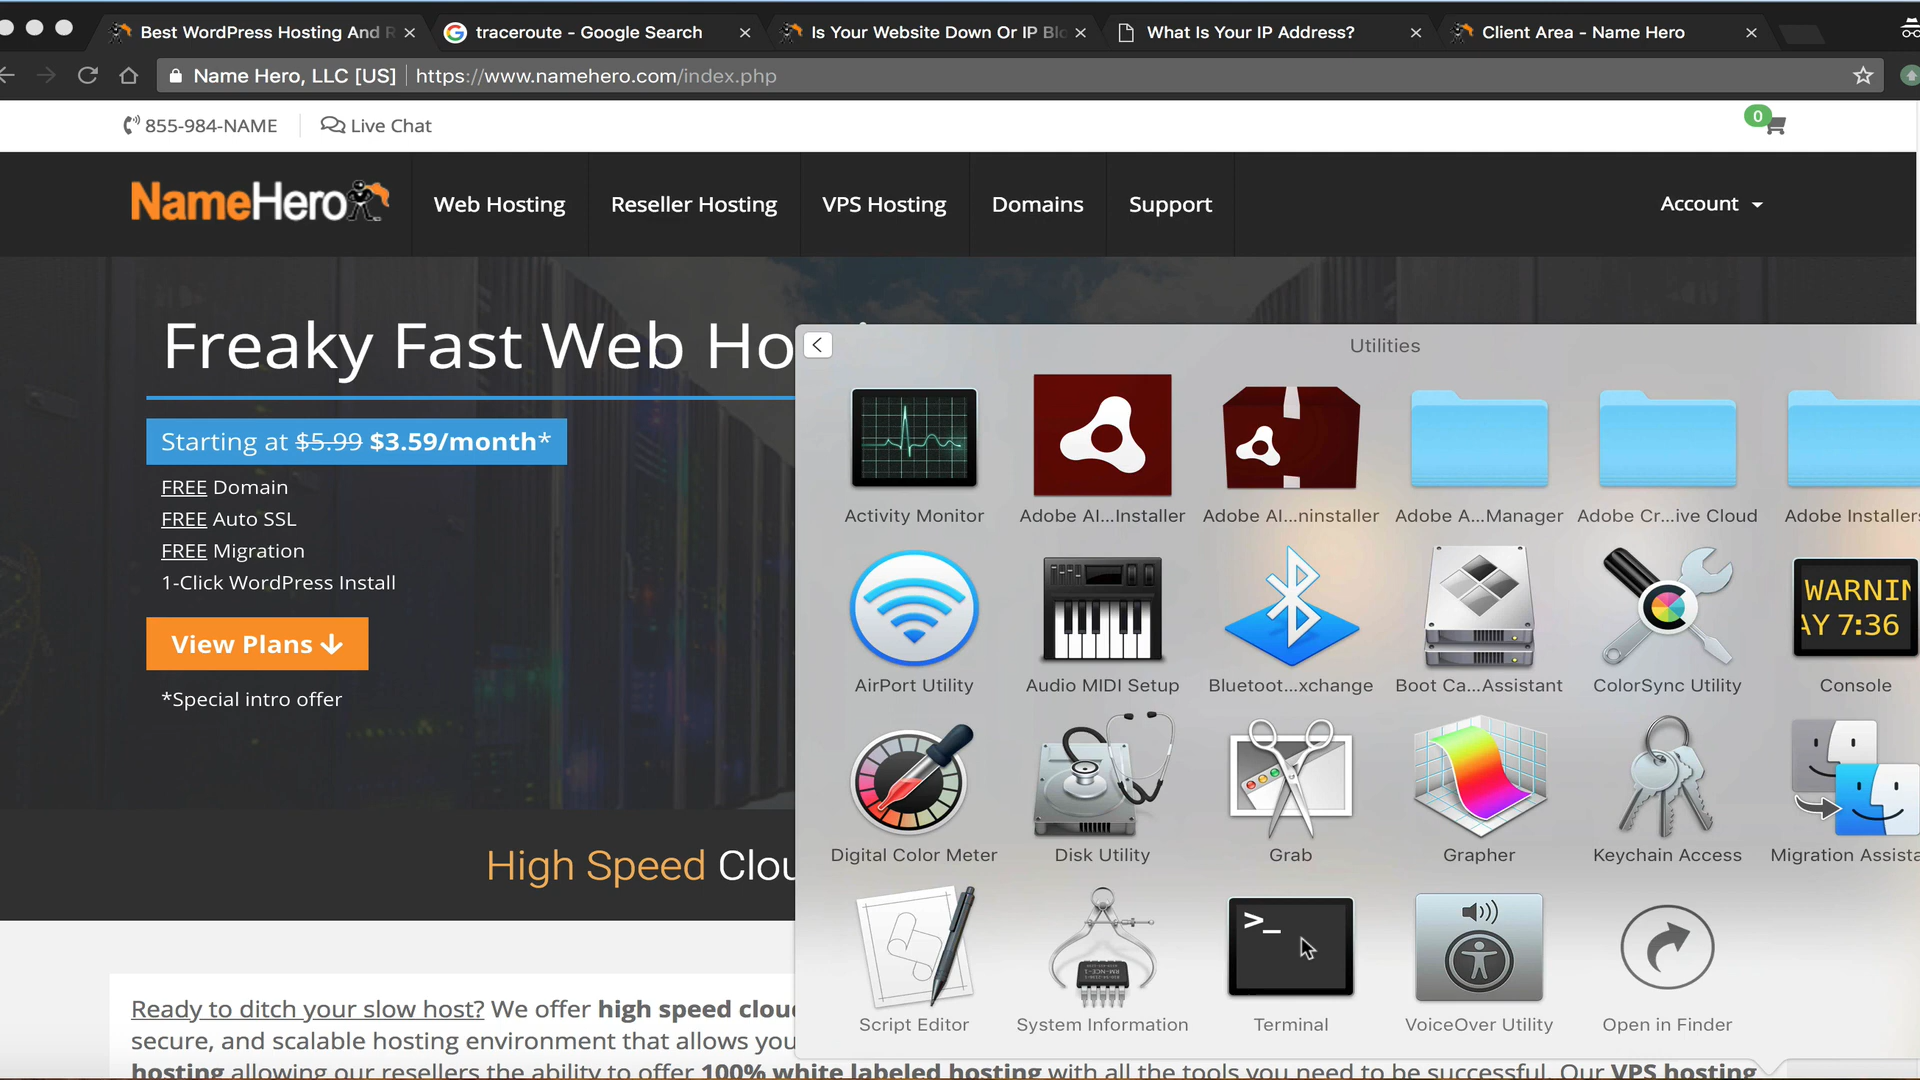 Best WordPress Hosting And R
traceroute - Google Search
Is Your Website Down Or IP Blo
What Is Your IP Address?
Client Area - Name Hero
Name Hero, LLC [US]
https://www.namehero.com/index.php
855-984-NAME
Live Chat
0
NameHero
Web Hosting
Reseller Hosting
VPS Hosting
Domains
Support
Account
Freaky Fast Web Ho
Starting at $5.99 $3.59/month*
FREE Domain
FREE Auto SSL
FREE Migration
1-Click WordPress Install
View Plans
*Special intro offer
High Speed Clou
Ready to ditch your slow host? We offer high speed clou
secure, and scalable hosting environment that allows you
hosting allowing our resellers the ability to offer 100% white labeled hosting with all the tools you need to be successful. Our VPS hosting
Utilities
Activity Monitor
Adobe AI...Installer
Adobe AI...ninstaller
Adobe A...Manager
Adobe Cr...ive Cloud
Adobe Installers
WARNIN
AY 7:36
AirPort Utility
Audio MIDI Setup
Bluetoot...xchange
Boot Ca...Assistant
ColorSync Utility
Console
Digital Color Meter
Disk Utility
Grab
Grapher
Keychain Access
Migration Assista
>_
Script Editor
System Information
Terminal
VoiceOver Utility
Open in Finder